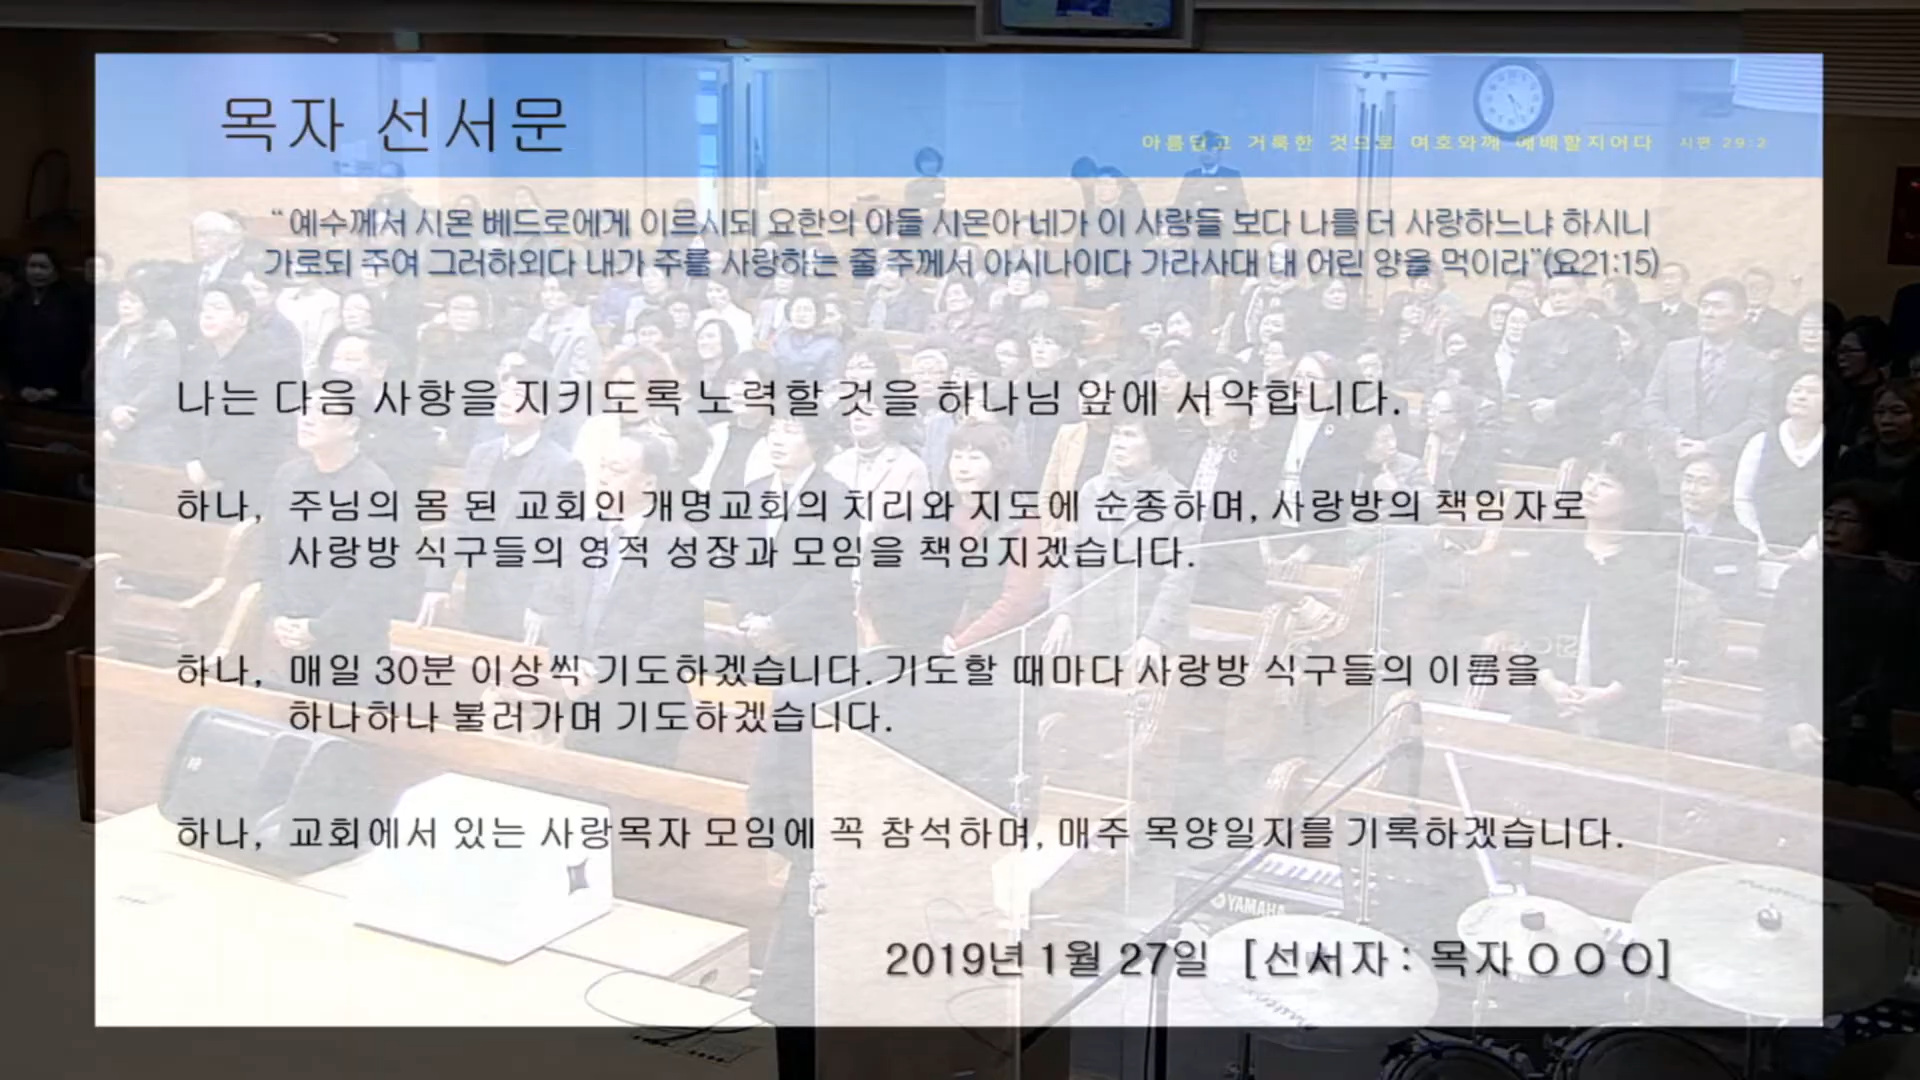 목자 선서문
아름답고 거룩한 것으로 여호와께 예배할지어다 시편 29:2
“예수께서 시몬 베드로에게 이르시되 요한의 아들 시몬아 네가 이 사람들 보다 나를 더 사랑하느냐 하시니
가로되 주여 그러하외다 내가 주를 사랑하는 줄 주께서 아시나이다 가라사대 내 어린 양을 먹이라”(요21:15)
나는 다음 사항을 지키도록 노력할 것을 하나님 앞에 서약합니다.
하나, 주님의 몸 된 교회인 개명교회의 치리와 지도에 순종하며, 사랑방의 책임자로
사랑방 식구들의 영적 성장과 모임을 책임지겠습니다.
하나, 매일 30분 이상씩 기도하겠습니다. 기도할 때마다 사랑방 식구들의 이름을
하나하나 불러가며 기도하겠습니다.
하나, 교회에서 있는 사랑목자 모임에 꼭 참석하며, 매주 목양일지를 기록하겠습니다.
YAMAHA
2019년 1월 27일 [선서자 : 목자 O O O]